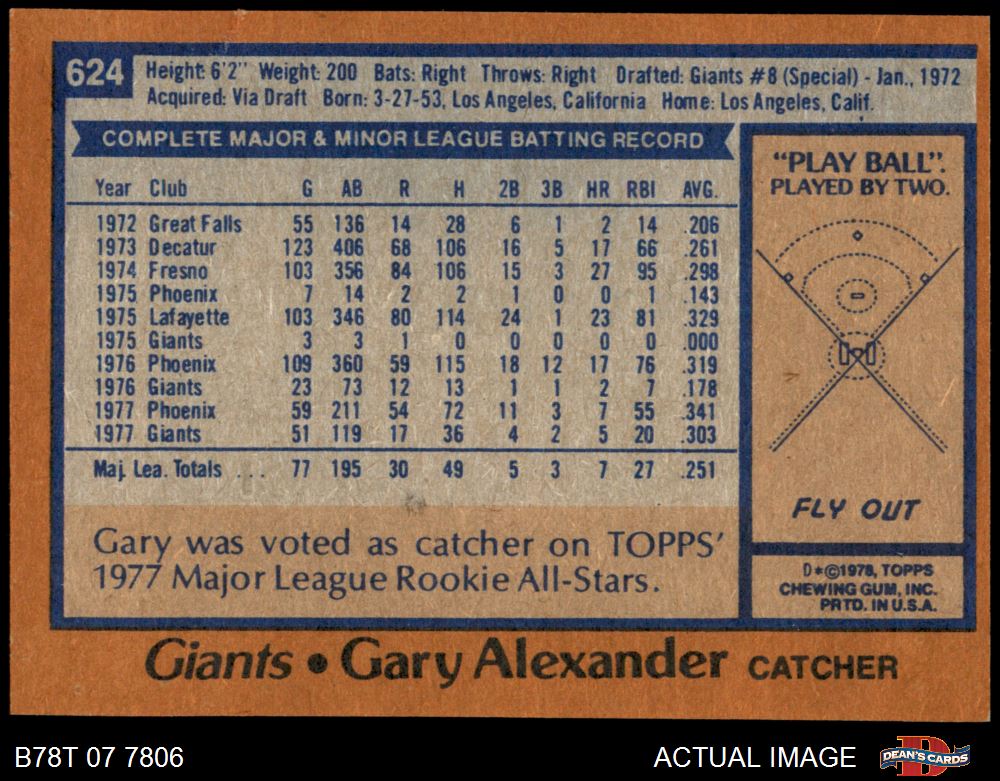 624
Height: 6'2" Weight: 200 Bats: Right Throws: Right Drafted: Giants #8 (Special) - Jan., 1972
Acquired: Via Draft Born: 3-27-53, Los Angeles, California Home: Los Angeles, Calif.
COMPLETE MAJOR & MINOR LEAGUE BATTING RECORD
Year Club G AB R H 2B 3B HR RBI AVG.
1972 Great Falls 55 136 14 28 6 1 2 14 .206
1973 Decatur 123 406 68 106 16 5 17 66 .261
1974 Fresno 103 356 84 106 15 3 27 95 .298
1975 Phoenix 7 14 2 2 1 0 0 1 .143
1975 Lafayette 103 346 80 114 24 1 23 81 .329
1975 Giants 3 3 1 0 0 0 0 0 .000
1976 Phoenix 109 360 59 115 18 12 17 76 .319
1976 Giants 23 73 12 13 1 1 2 7 .178
1977 Phoenix 59 211 54 72 11 3 7 55 .341
1977 Giants 51 119 17 36 4 2 5 20 .303
Maj. Lea. Totals ... 77 195 30 49 5 3 7 27 .251
Gary was voted as catcher on TOPPS'
1977 Major League Rookie All-Stars.
"PLAY BALL".
PLAYED BY TWO.
FLY OUT
D*©1978, TOPPS
CHEWING GUM, INC.
PRTD. IN U.S.A.
Giants • Gary Alexander CATCHER
B78T 07 7806
ACTUAL IMAGE
DEAN'S CARDS